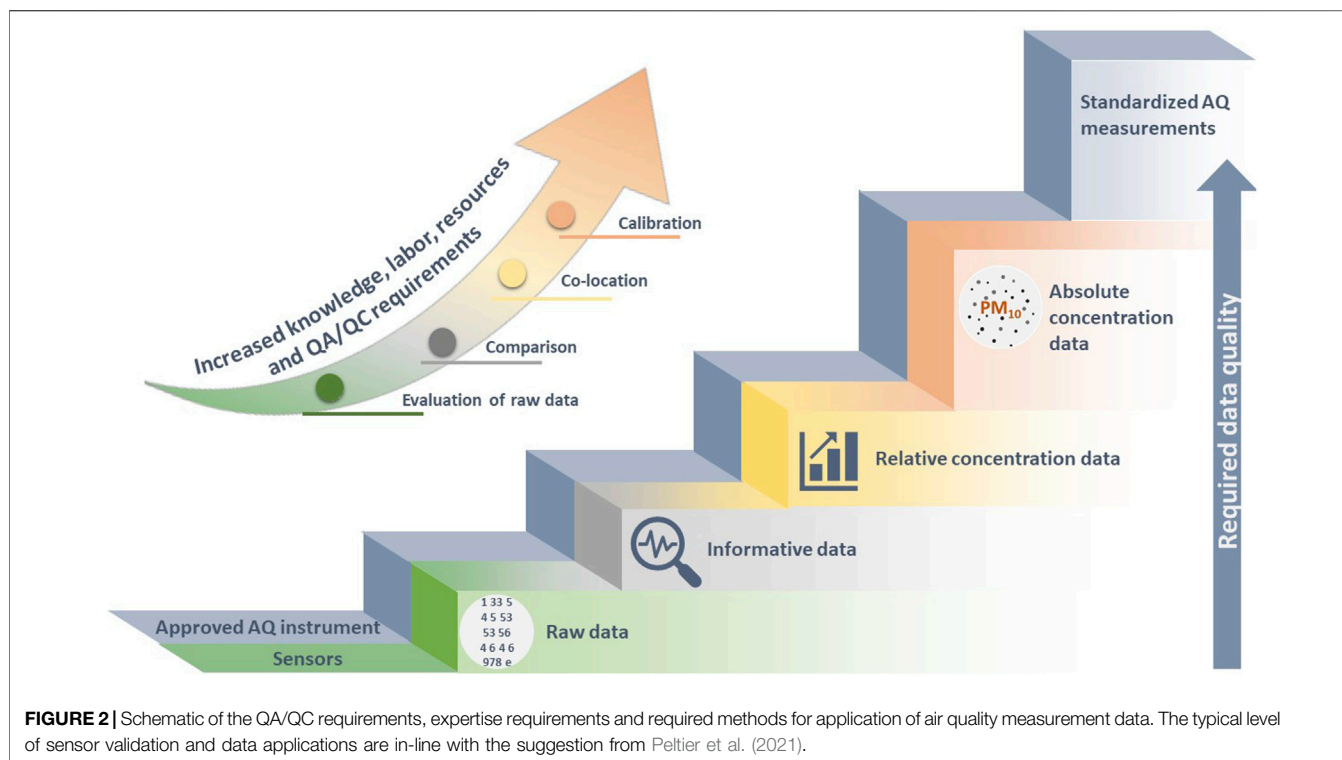 Increased knowledge, labor, resources
and QA/QC requirements
Calibration
Co-location
Comparison
Evaluation of raw data
Standardized AQ
measurements
PM10
Absolute
concentration
data
Relative concentration data
Informative data
1 33 5
4 5 53
53 56
4 6 4 6
978 e
Raw data
Approved AQ instrument
Sensors
Required data quality
FIGURE 2 | Schematic of the QA/QC requirements, expertise requirements and required methods for application of air quality measurement data. The typical level
of sensor validation and data applications are in-line with the suggestion from Peltier et al. (2021).